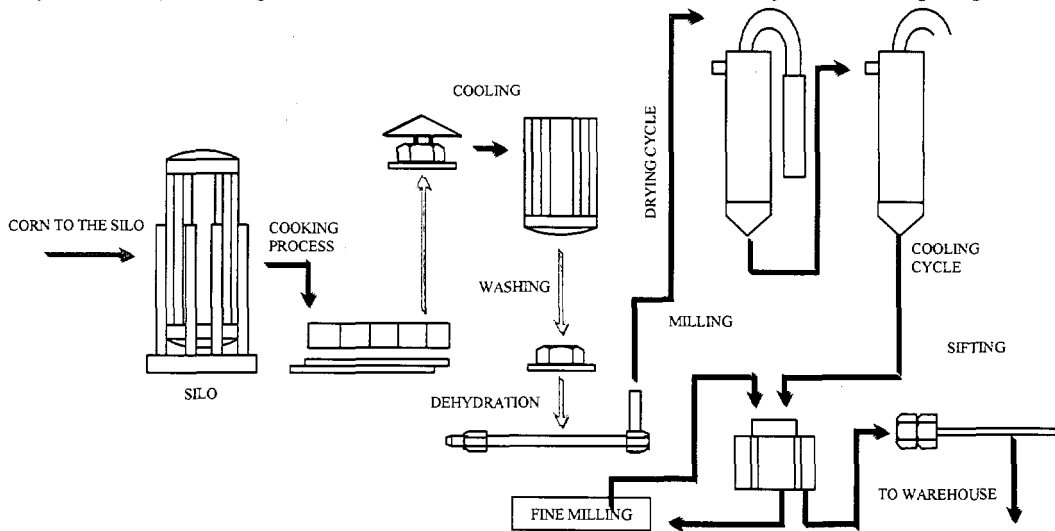 COOLING
DRYING CYCLE
CORN TO THE SILO
COOKING
PROCESS
COOLING
CYCLE
WASHING
MILLING
SIFTING
SILO
DEHYDRATION
TO WAREHOUSE
FINE MILLING